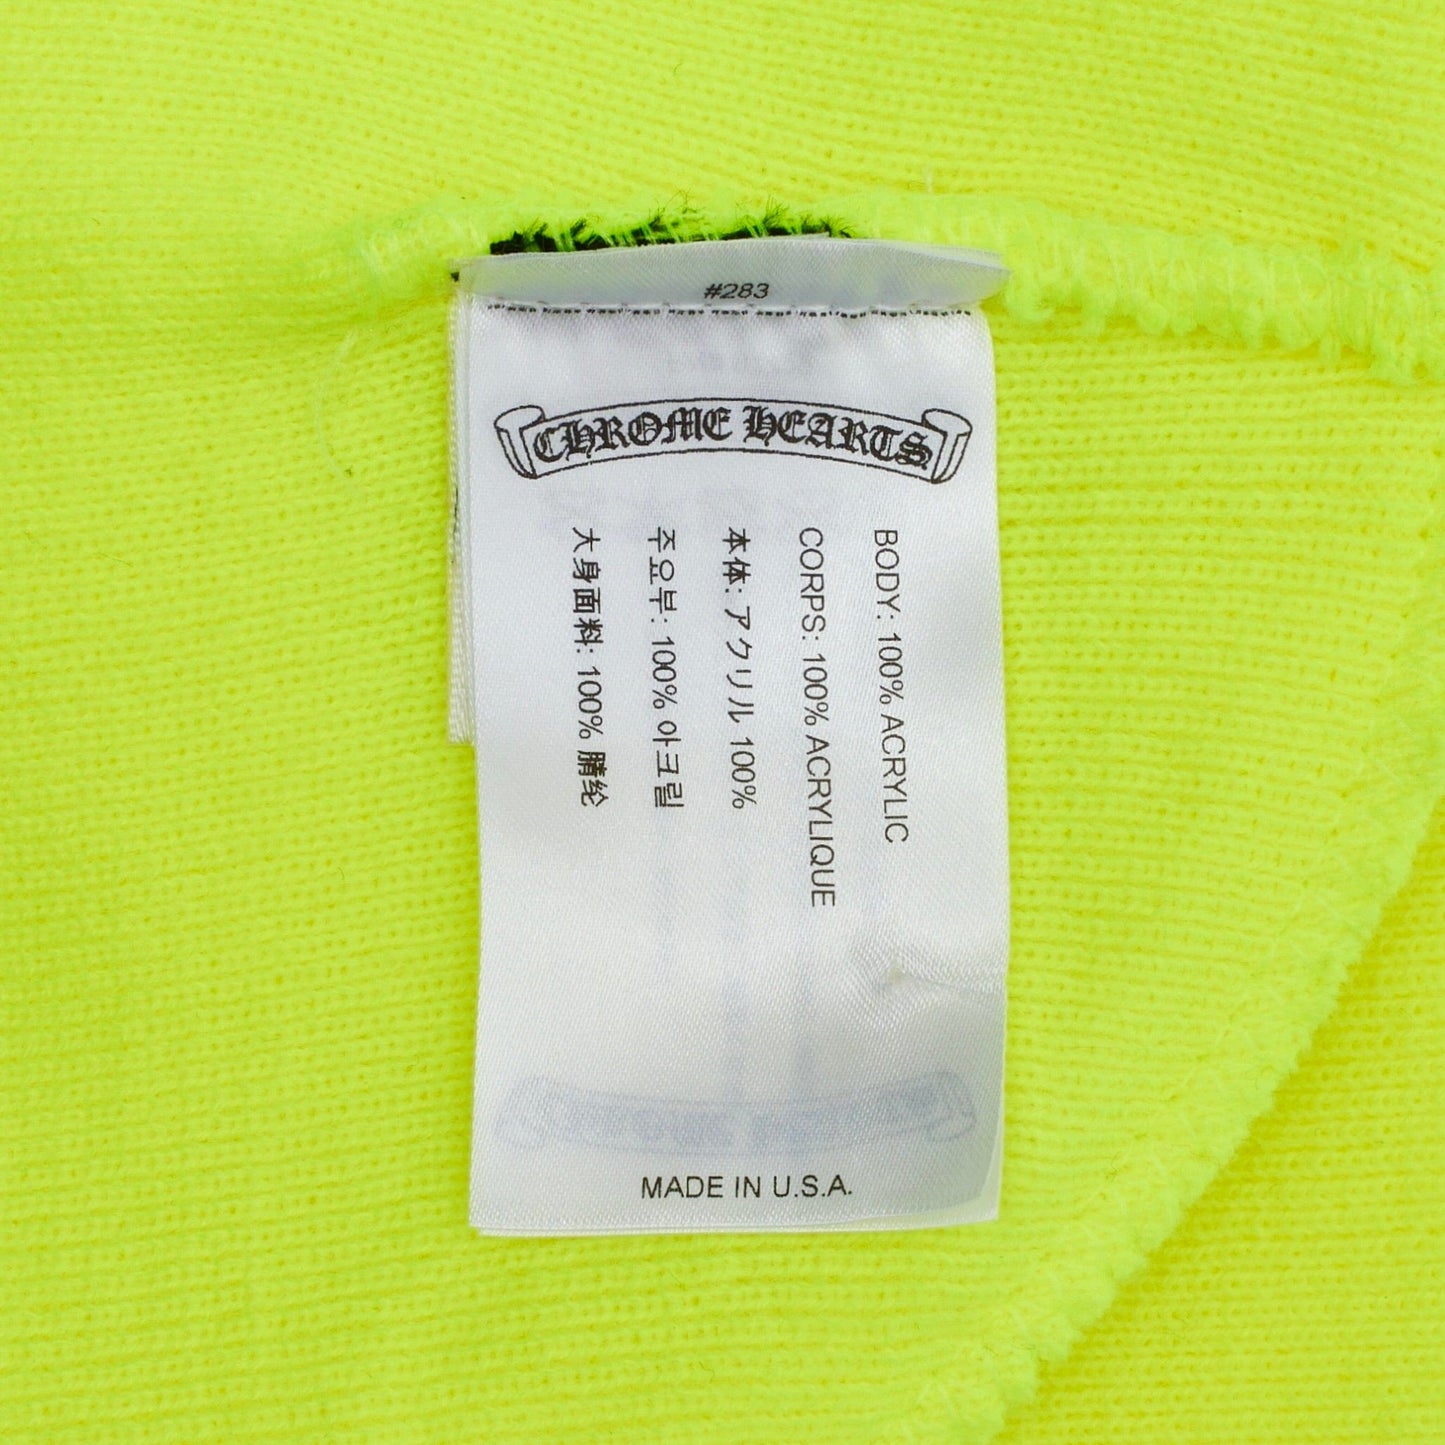 #283
CHROME HEARTS
BODY: 100% ACRYLIC
CORPS: 100% ACRYLIQUE
本体: アクリル 100%
주요부: 100% 아크릴
大身面料: 100% 腈纶
MADE IN U.S.A.